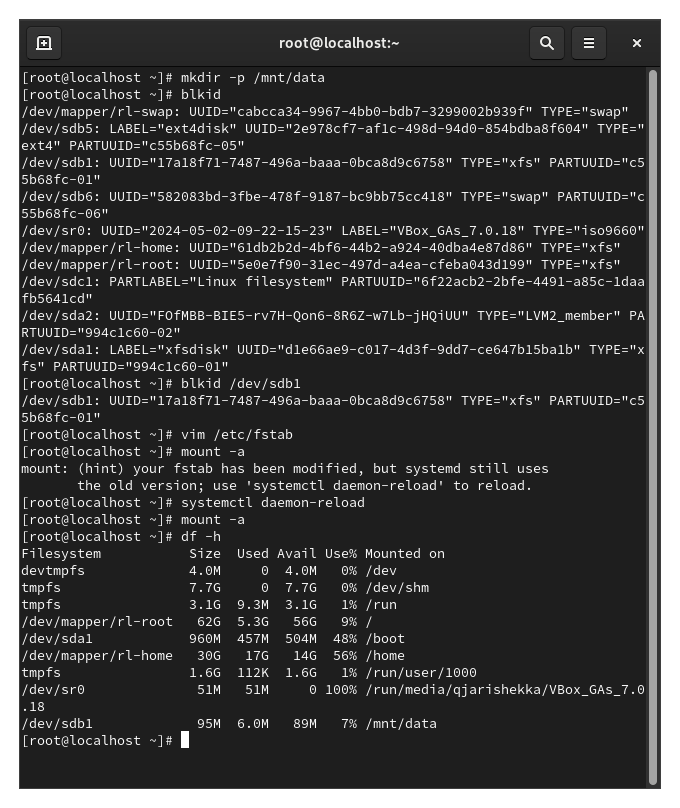 root@localhost:~
[root@localhost ~]# mkdir -p /mnt/data
[root@localhost ~]# blkid
/dev/mapper/rl-swap: UUID="cabcca34-9967-4bb0-bdb7-3299002b939f" TYPE="swap"
/dev/sdb5: LABEL="ext4disk" UUID="2e978cf7-af1c-498d-94d0-854bdba8f604" TYPE="
ext4" PARTUUID="c55b68fc-05"
/dev/sdb1: UUID="17a18f71-7487-496a-baaa-0bca8d9c6758" TYPE="xfs" PARTUUID="c5
5b68fc-01"
/dev/sdb6: UUID="582083bd-3fbe-478f-9187-bc9bb75cc418" TYPE="swap" PARTUUID="c
55b68fc-06"
/dev/sr0: UUID="2024-05-02-09-22-15-23" LABEL="VBox_GAs_7.0.18" TYPE="iso9660"
/dev/mapper/rl-home: UUID="61db2b2d-4bf6-44b2-a924-40dba4e87d86" TYPE="xfs"
/dev/mapper/rl-root: UUID="5e0e7f90-31ec-497d-a4ea-cfeba043d199" TYPE="xfs"
/dev/sdc1: PARTLABEL="Linux filesystem" PARTUUID="6f22acb2-2bfe-4491-a85c-1daa
fb5641cd"
/dev/sda2: UUID="FOfMBB-BIE5-rv7H-Qon6-8R6Z-w7Lb-jHQiUU" TYPE="LVM2_member" PA
RTUUID="994c1c60-02"
/dev/sda1: LABEL="xfsdisk" UUID="d1e66ae9-c017-4d3f-9dd7-ce647b15ba1b" TYPE="x
fs" PARTUUID="994c1c60-01"
[root@localhost ~]# blkid /dev/sdb1
/dev/sdb1: UUID="17a18f71-7487-496a-baaa-0bca8d9c6758" TYPE="xfs" PARTUUID="c5
5b68fc-01"
[root@localhost ~]# vim /etc/fstab
[root@localhost ~]# mount -a
mount: (hint) your fstab has been modified, but systemd still uses
       the old version; use 'systemctl daemon-reload' to reload.
[root@localhost ~]# systemctl daemon-reload
[root@localhost ~]# mount -a
[root@localhost ~]# df -h
Filesystem           Size  Used Avail Use% Mounted on
devtmpfs             4.0M     0  4.0M   0% /dev
tmpfs                7.7G     0  7.7G   0% /dev/shm
tmpfs                3.1G  9.3M  3.1G   1% /run
/dev/mapper/rl-root   62G  5.3G   56G   9% /
/dev/sda1            960M  457M  504M  48% /boot
/dev/mapper/rl-home   30G   17G   14G  56% /home
tmpfs                1.6G  112K  1.6G   1% /run/user/1000
/dev/sr0              51M   51M     0 100% /run/media/qjarishekka/VBox_GAs_7.0
.18
/dev/sdb1             95M  6.0M   89M   7% /mnt/data
[root@localhost ~]#